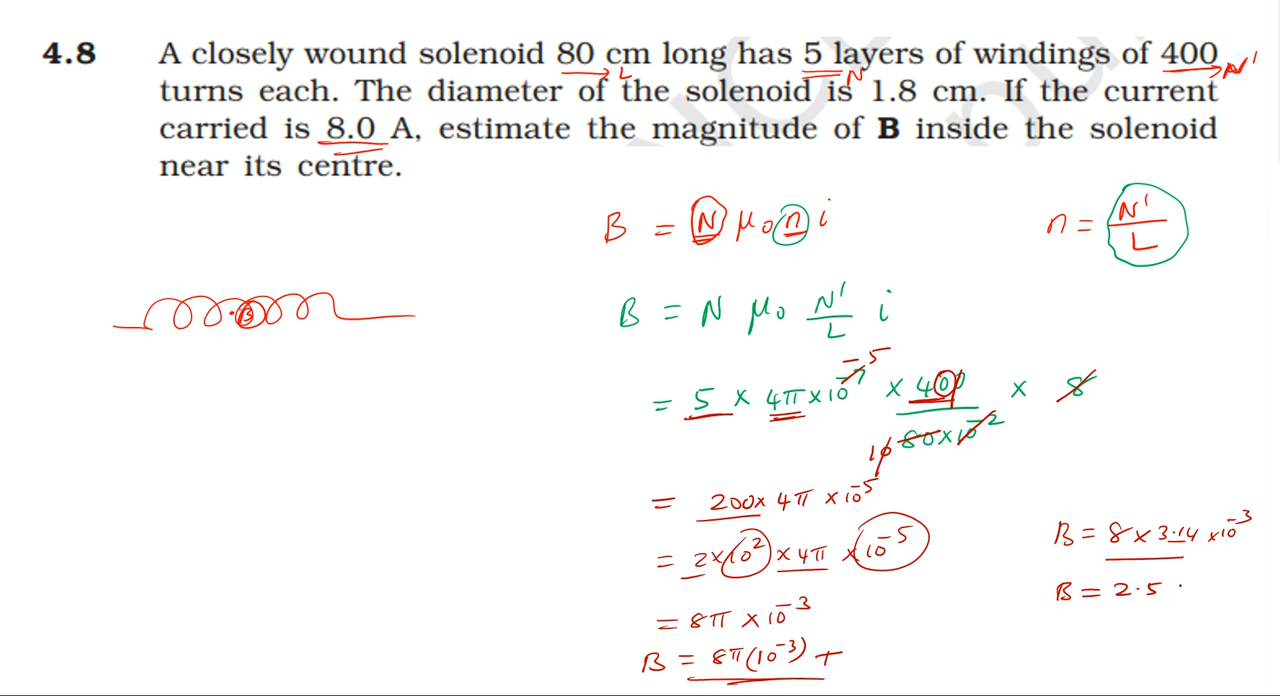 4.8 A closely wound solenoid 80 cm long has 5 layers of windings of 400
L N N'
turns each. The diameter of the solenoid is 1.8 cm. If the current
carried is 8.0 A, estimate the magnitude of B inside the solenoid
near its centre.
B = N μ₀ n i
n = N'/L
B
B = N μ₀ N'/L i
= 5 × 4π × 10⁻⁷ ⁻⁵ × 400/80×10⁻² × 8
10
= 200 × 4π × 10⁻⁵
= 2×10² × 4π × 10⁻⁵
= 8π × 10⁻³
B = 8π(10⁻³) T
B = 8 × 3.14 × 10⁻³
B = 2.5